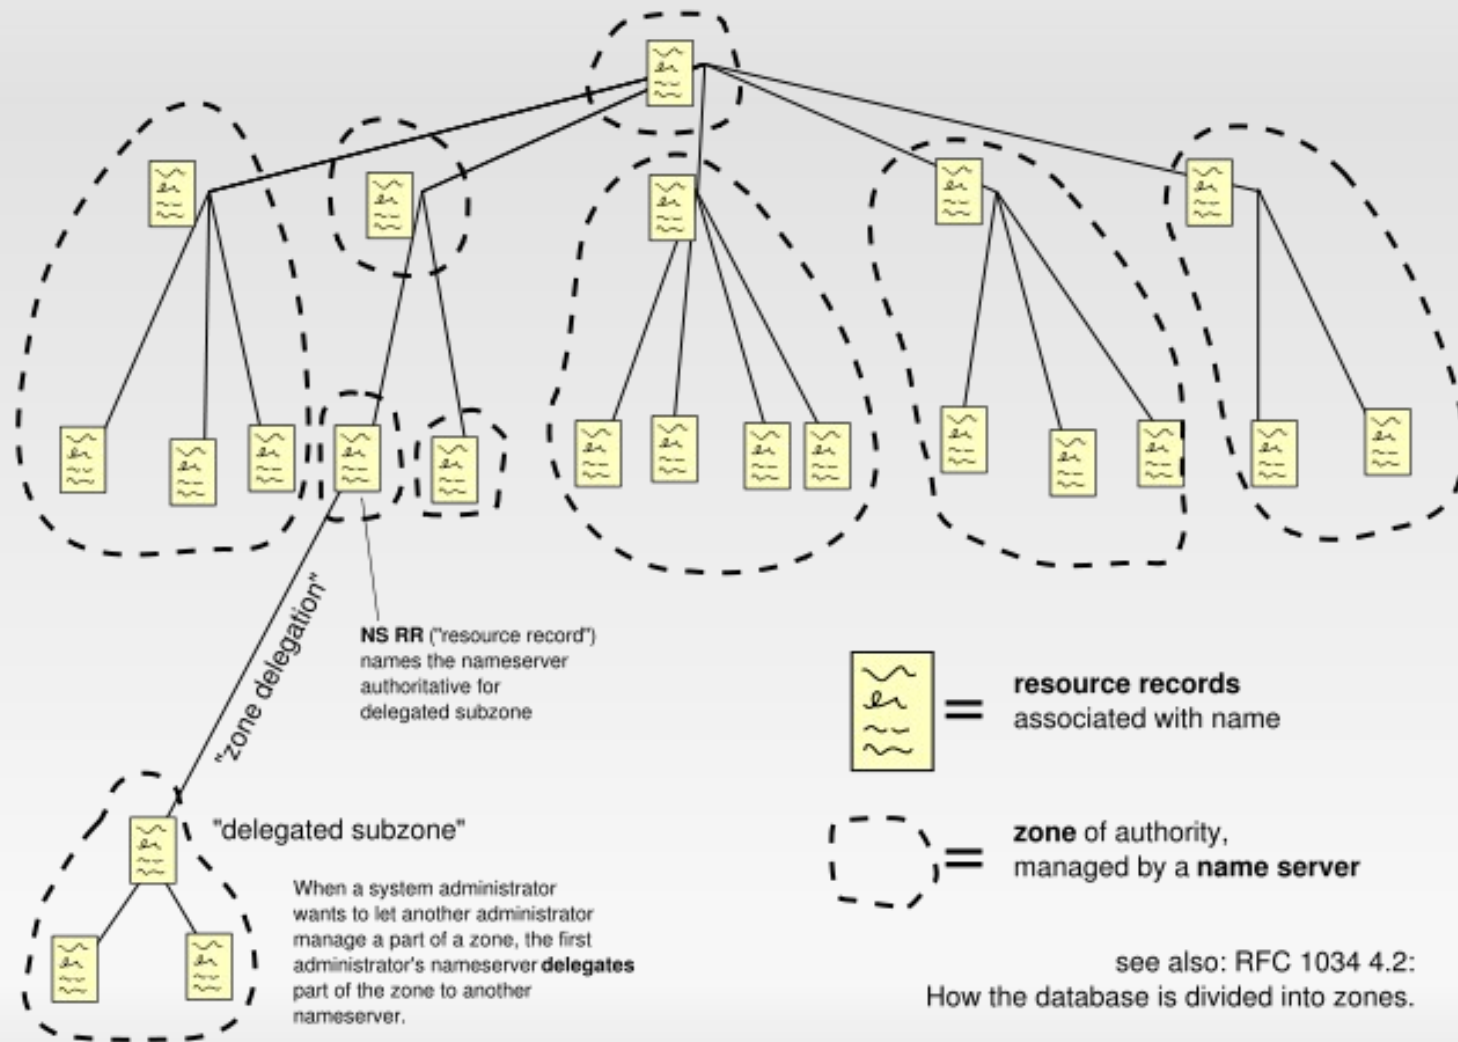 "zone delegation"
NS RR ("resource record")
names the nameserver
authoritative for
delegated subzone
resource records
associated with name
"delegated subzone"
zone of authority,
managed by a name server
When a system administrator
wants to let another administrator
manage a part of a zone, the first
administrator's nameserver delegates
part of the zone to another
nameserver.
see also: RFC 1034 4.2:
How the database is divided into zones.